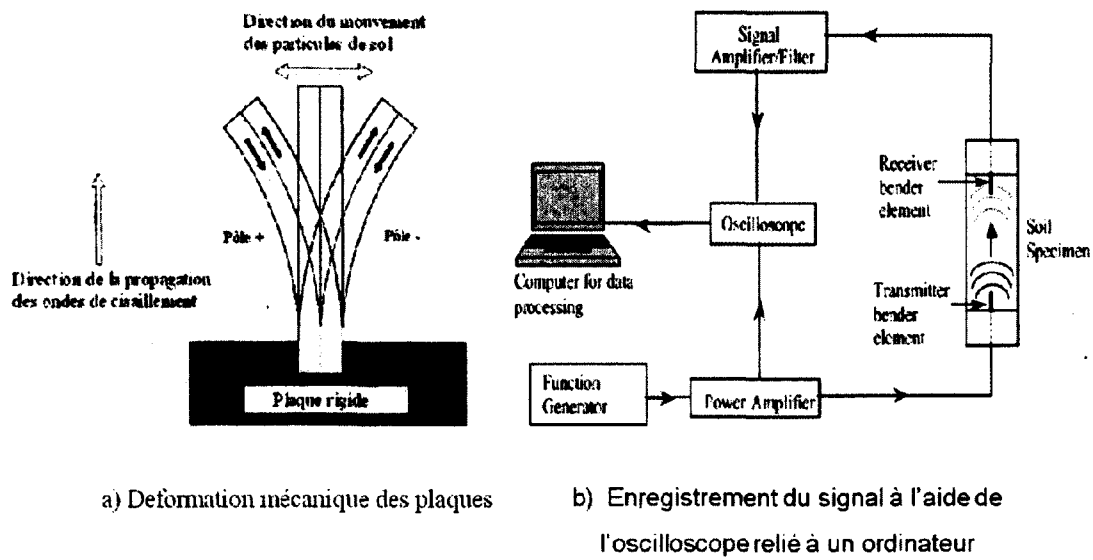 Direction du mouvement
des particules de sol
Pôle +
Pôle -
Direction de la propagation
des ondes de cisaillement
Plaque rigide
Signal
Amplifier/Filter
Receiver
bender
element
Oscilloscope
Soil
Specimen
Computer for data
processing
Transmitter
bender
element
Function
Generator
Power Amplifier
a) Deformation mécanique des plaques
b) Enregistrement du signal à l'aide de
l'oscilloscope relié à un ordinateur